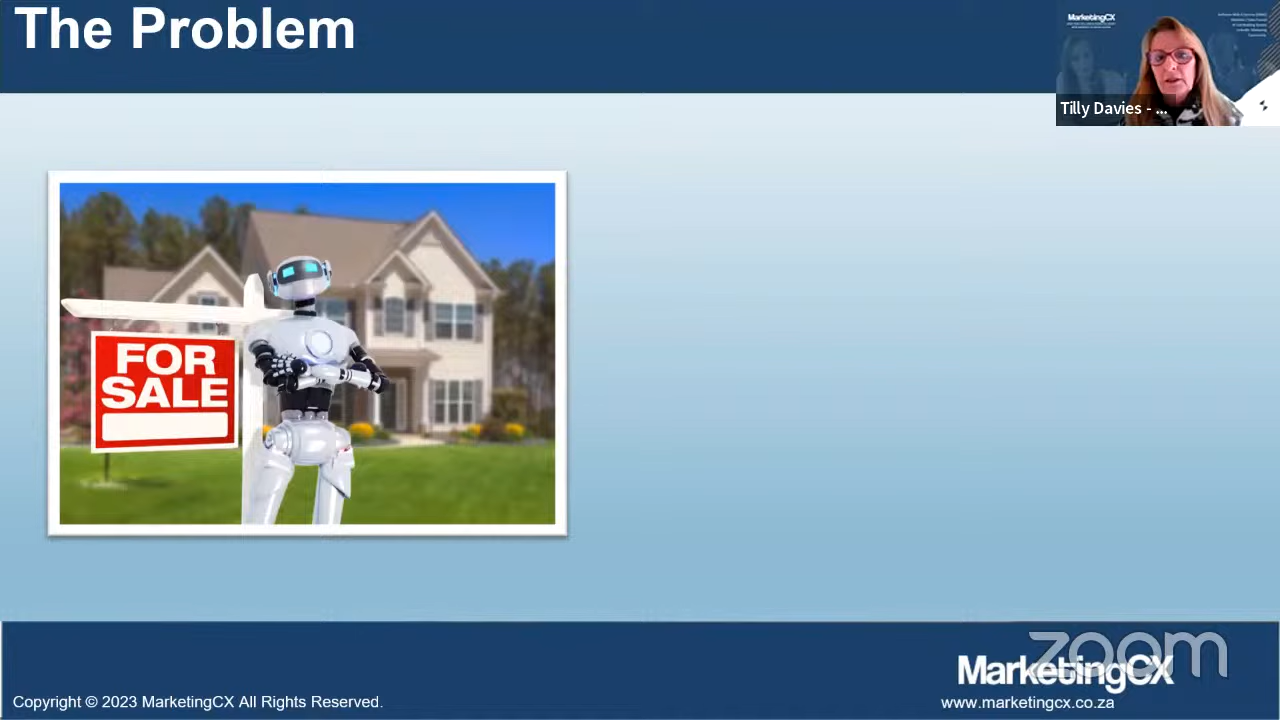 The Problem
MarketingCX
Tilly Davies - ...
FOR
SALE
zoom
MarketingCX
www.marketingcx.co.za
Copyright © 2023 MarketingCX All Rights Reserved.